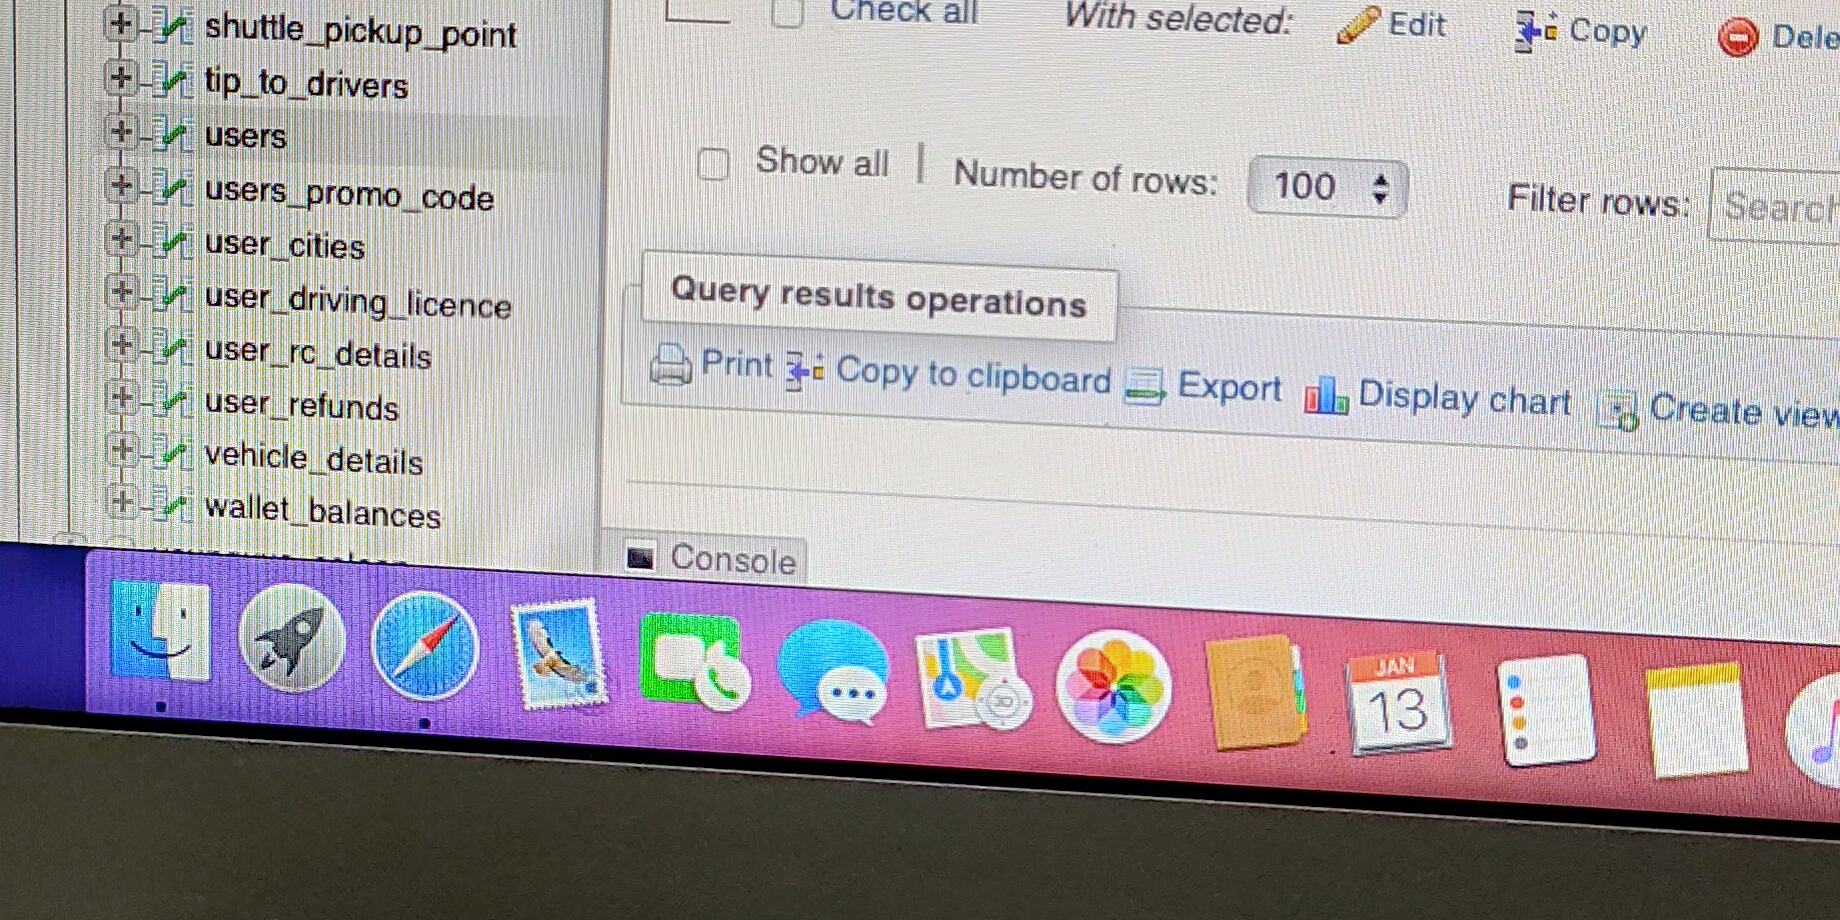 shuttle_pickup_point
tip_to_drivers
users
users_promo_code
user_cities
user_driving_licence
user_rc_details
user_refunds
vehicle_details
wallet_balances
Check all With selected: Edit Copy Dele
Show all Number of rows: 100 Filter rows: Search
Query results operations
Print Copy to clipboard Export Display chart Create view
Console
JAN
13